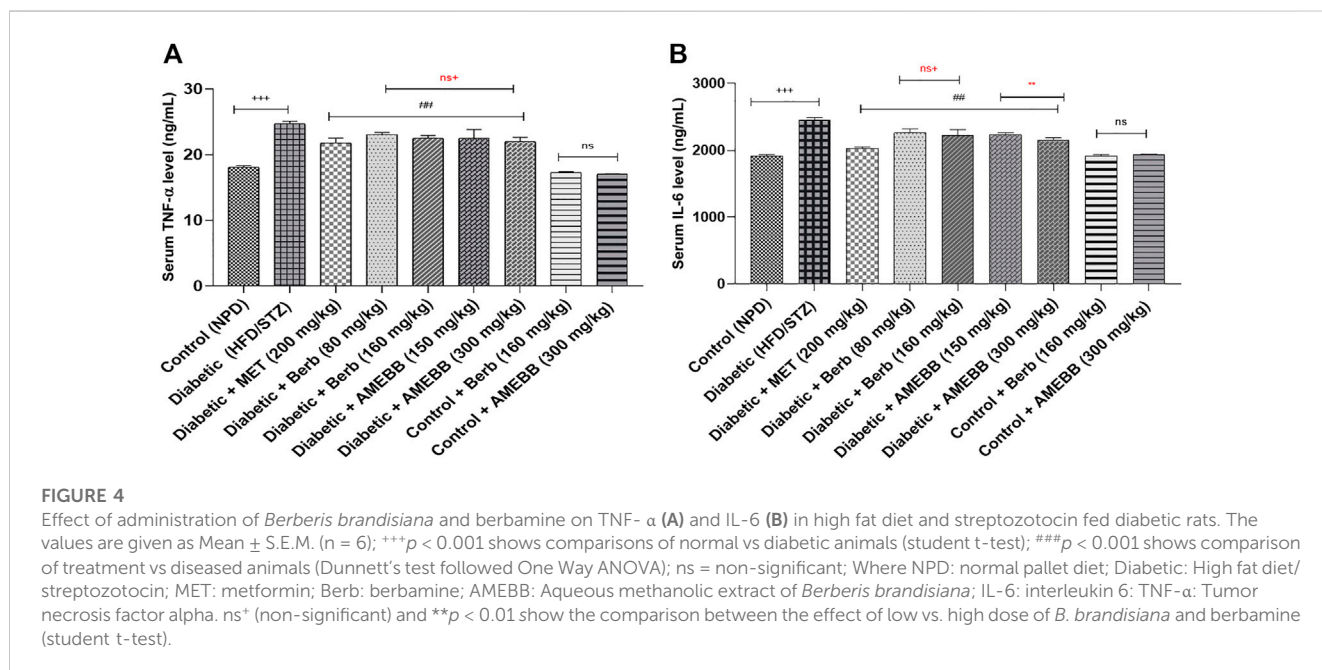 A
B
ns+
###
+++
ns
30
20
10
0
Serum TNF-α level (ng/mL)
Control (NPD)
Diabetic (HFD/STZ)
Diabetic + MET (200 mg/kg)
Diabetic + Berb (80 mg/kg)
Diabetic + Berb (160 mg/kg)
Diabetic + AMEBB (150 mg/kg)
Diabetic + AMEBB (300 mg/kg)
Control + Berb (160 mg/kg)
Control + AMEBB (300 mg/kg)
ns+
**
+++
##
ns
3000
2000
1000
0
Serum IL-6 level (ng/mL)
Control (NPD)
Diabetic (HFD/STZ)
Diabetic + MET (200 mg/kg)
Diabetic + Berb (80 mg/kg)
Diabetic + Berb (160 mg/kg)
Diabetic + AMEBB (150 mg/kg)
Diabetic + AMEBB (300 mg/kg)
Control + Berb (160 mg/kg)
Control + AMEBB (300 mg/kg)
FIGURE 4
Effect of administration of Berberis brandisiana and berbamine on TNF- α (A) and IL-6 (B) in high fat diet and streptozotocin fed diabetic rats. The
values are given as Mean ± S.E.M. (n = 6); +++p < 0.001 shows comparisons of normal vs diabetic animals (student t-test); ###p < 0.001 shows comparison
of treatment vs diseased animals (Dunnett's test followed One Way ANOVA); ns = non-significant; Where NPD: normal pallet diet; Diabetic: High fat diet/
streptozotocin; MET: metformin; Berb: berbamine; AMEBB: Aqueous methanolic extract of Berberis brandisiana; IL-6: interleukin 6: TNF-α: Tumor
necrosis factor alpha. ns+ (non-significant) and **p < 0.01 show the comparison between the effect of low vs. high dose of B. brandisiana and berbamine
(student t-test).